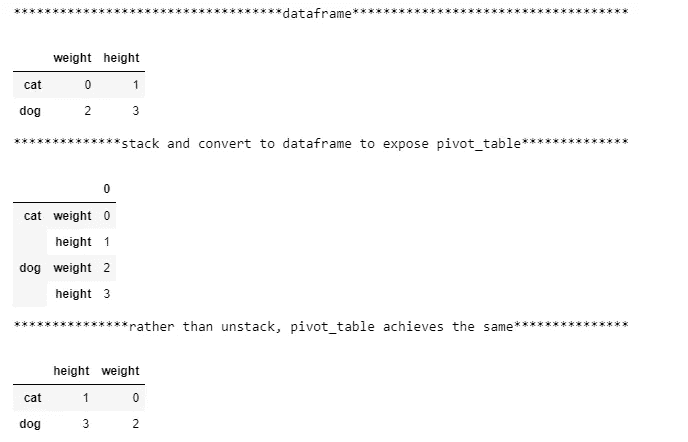 ***********************************dataframe************************************
weight height
cat 0 1
dog 2 3
**************stack and convert to dataframe to expose pivot_table**************
0
cat weight 0
height 1
dog weight 2
height 3
***************rather than unstack, pivot_table achieves the same***************
height weight
cat 1 0
dog 3 2